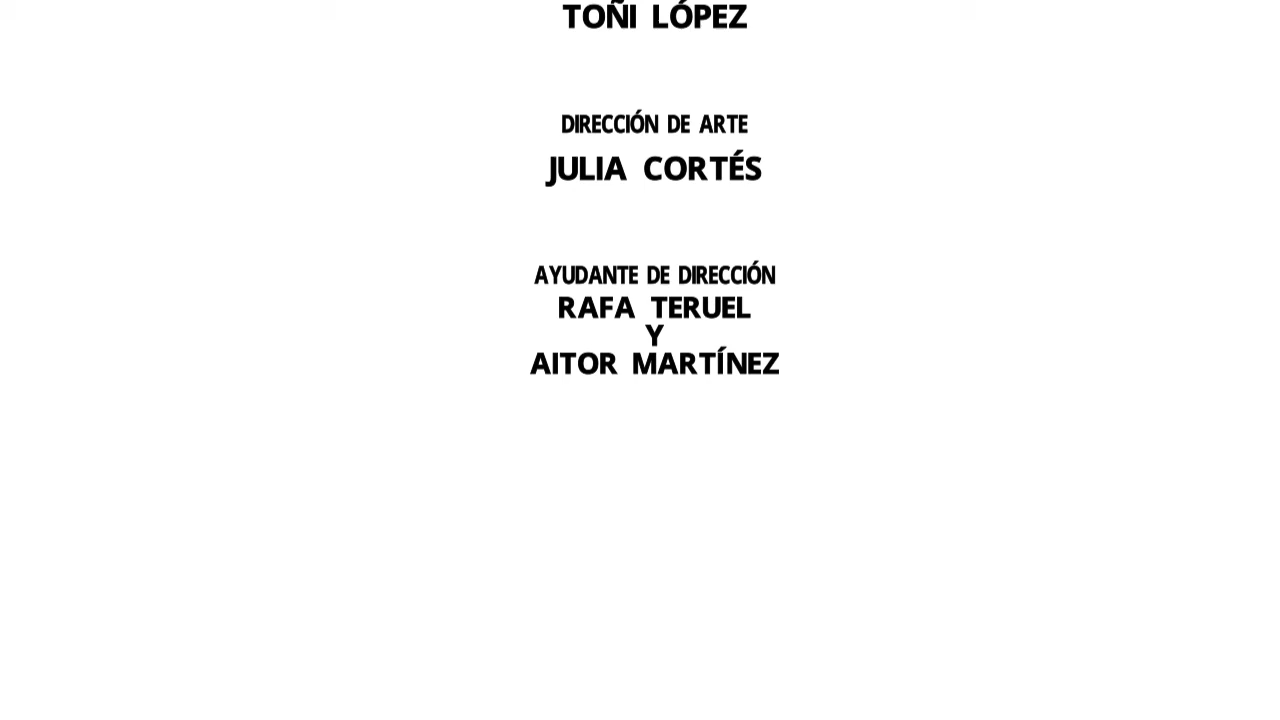 TOÑI LÓPEZ
DIRECCIÓN DE ARTE
JULIA CORTÉS
AYUDANTE DE DIRECCIÓN
RAFA TERUEL
Y
AITOR MARTÍNEZ